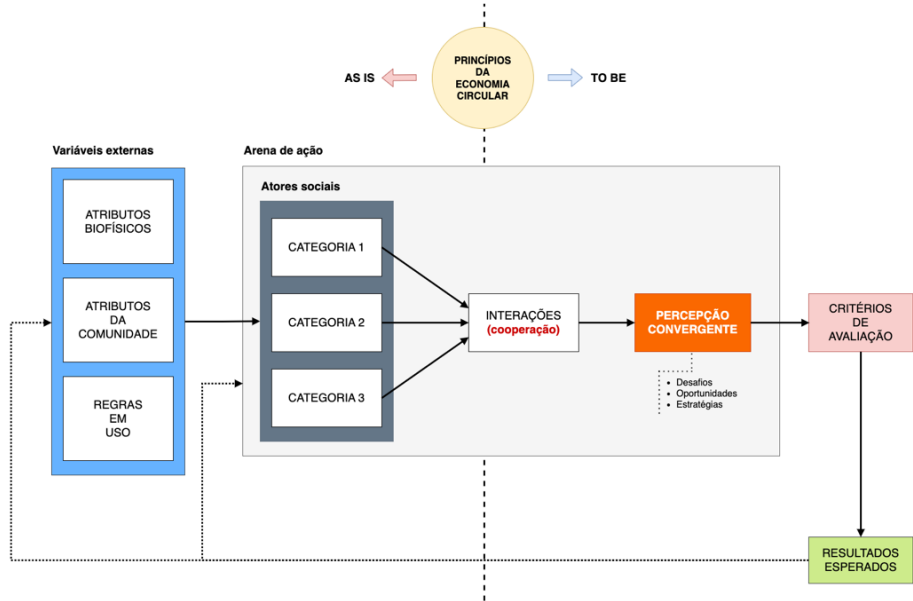 PRINCÍPIOS
DA
ECONOMIA
CIRCULAR
AS IS
TO BE
Variáveis externas
ATRIBUTOS
BIOFÍSICOS
ATRIBUTOS
DA
COMUNIDADE
REGRAS
EM
USO
Arena de ação
Atores sociais
CATEGORIA 1
CATEGORIA 2
CATEGORIA 3
INTERAÇÕES
(cooperação)
PERCEPÇÃO
CONVERGENTE
• Desafios
• Oportunidades
• Estratégias
CRITÉRIOS
DE
AVALIAÇÃO
RESULTADOS
ESPERADOS